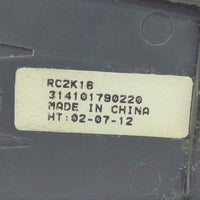 RC2K16
314101790220
MADE IN CHINA
HT:02-07-12